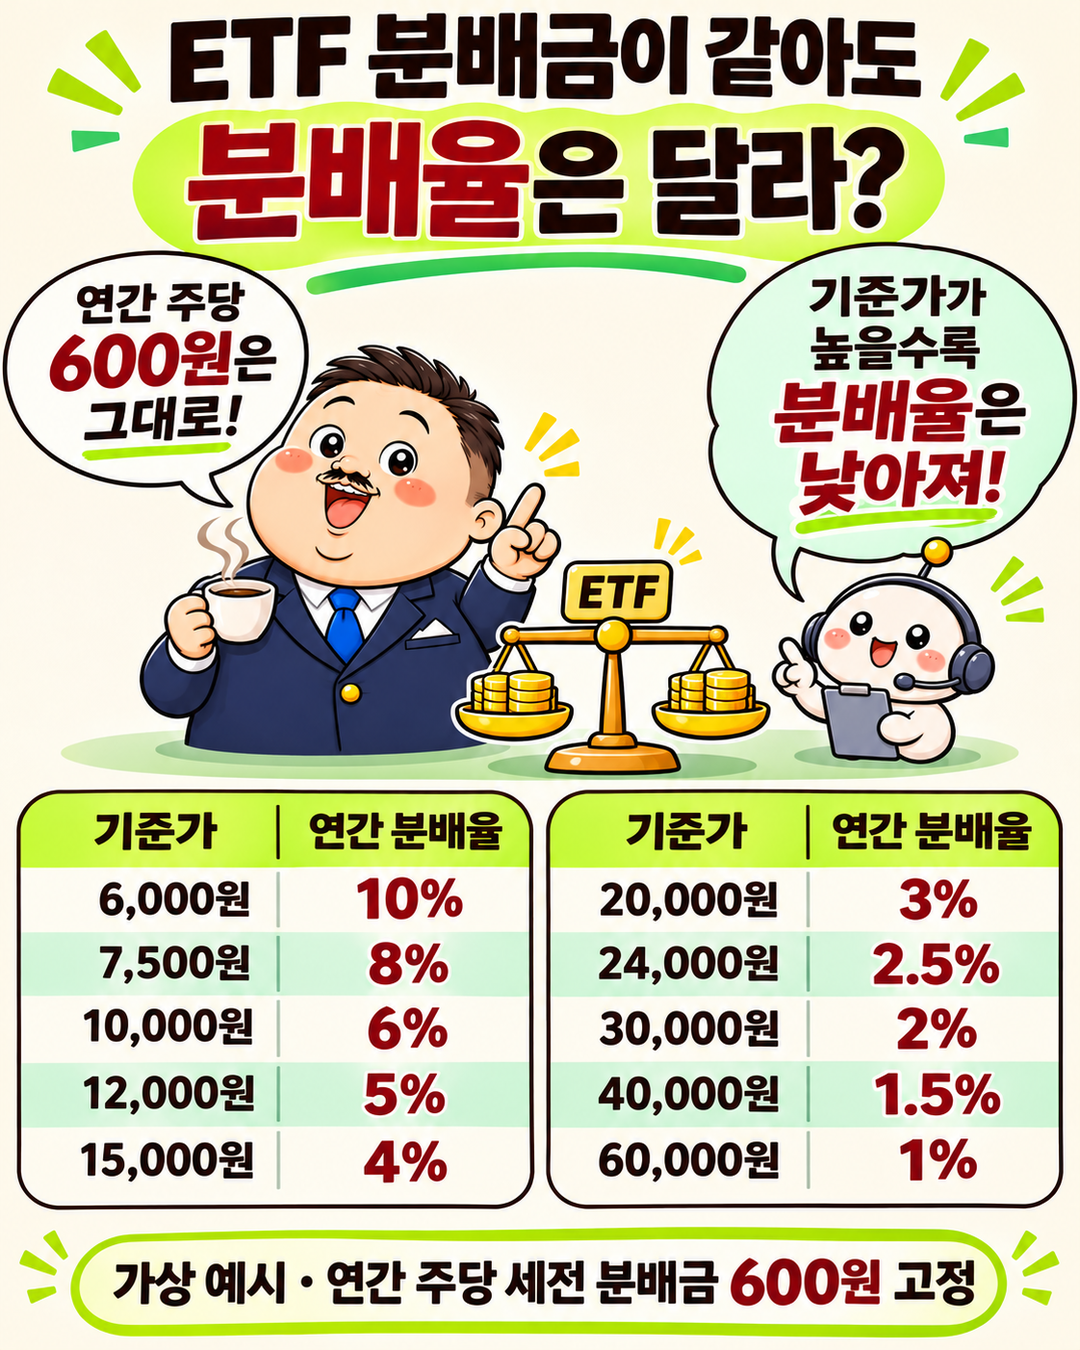 ETF 분배금이 같아도
분배율은 달라?
연간 주당
600원은
그대로!
기준가가
높을수록
분배율은
낮아져!
ETF
기준가 연간 분배율
6,000원 10%
7,500원 8%
10,000원 6%
12,000원 5%
15,000원 4%
기준가 연간 분배율
20,000원 3%
24,000원 2.5%
30,000원 2%
40,000원 1.5%
60,000원 1%
가상 예시 · 연간 주당 세전 분배금 600원 고정